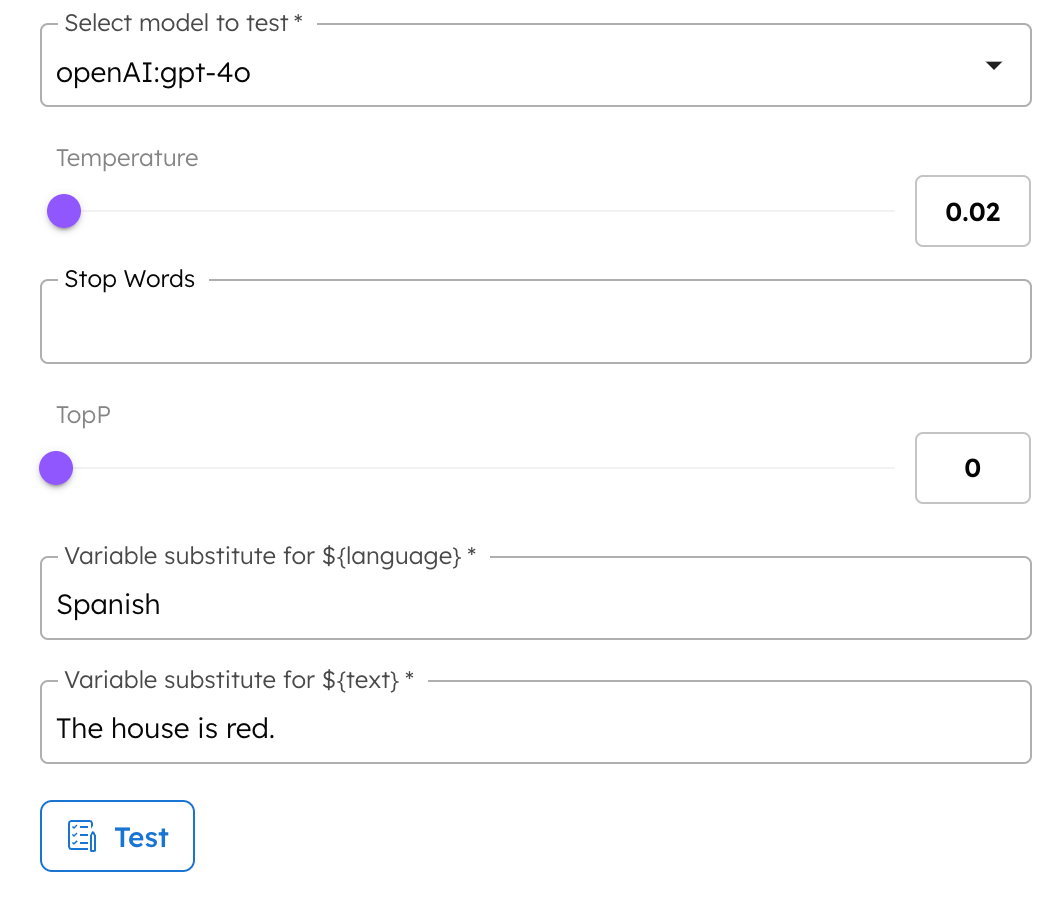 Select model to test *
openAI:gpt-4o
Temperature
0.02
Stop Words
TopP
0
Variable substitute for ${language} *
Spanish
Variable substitute for ${text} *
The house is red.
Test